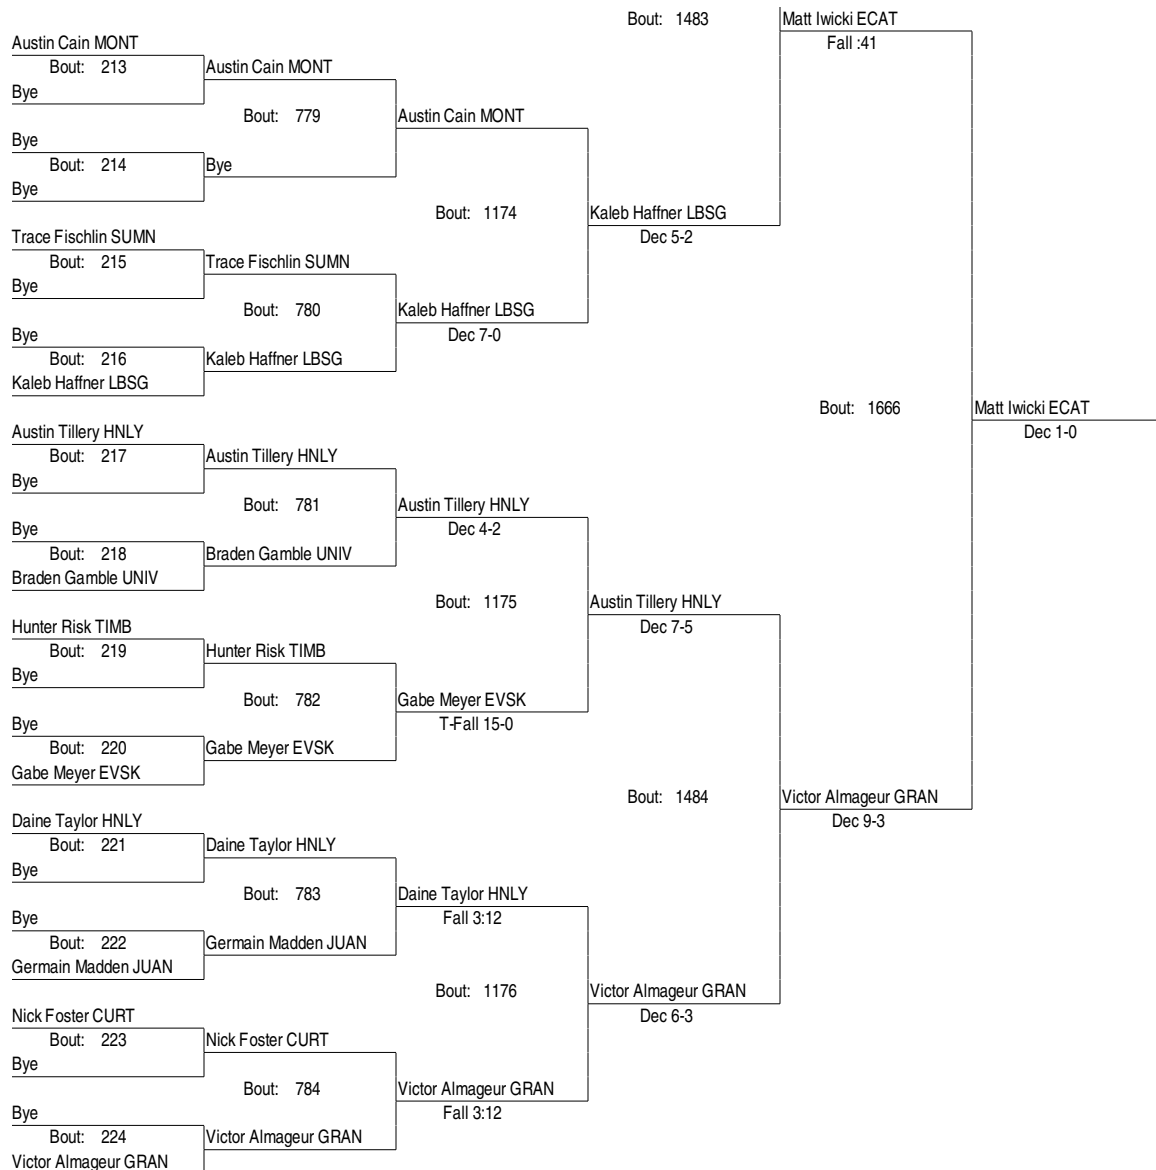 Bout: 1483
Matt Iwicki ECAT
Fall :41
Austin Cain MONT
Bout: 213
Austin Cain MONT
Bye
Bout: 779
Austin Cain MONT
Bye
Bout: 214
Bye
Bye
Bout: 1174
Kaleb Haffner LBSG
Dec 5-2
Trace Fischlin SUMN
Bout: 215
Trace Fischlin SUMN
Bye
Bout: 780
Kaleb Haffner LBSG
Dec 7-0
Bye
Bout: 216
Kaleb Haffner LBSG
Kaleb Haffner LBSG
Bout: 1666
Matt Iwicki ECAT
Dec 1-0
Austin Tillery HNLY
Bout: 217
Austin Tillery HNLY
Bye
Bout: 781
Austin Tillery HNLY
Dec 4-2
Bye
Bout: 218
Braden Gamble UNIV
Braden Gamble UNIV
Bout: 1175
Austin Tillery HNLY
Dec 7-5
Hunter Risk TIMB
Bout: 219
Hunter Risk TIMB
Bye
Bout: 782
Gabe Meyer EVSK
T-Fall 15-0
Bye
Bout: 220
Gabe Meyer EVSK
Gabe Meyer EVSK
Bout: 1484
Victor Almageur GRAN
Dec 9-3
Daine Taylor HNLY
Bout: 221
Daine Taylor HNLY
Bye
Bout: 783
Daine Taylor HNLY
Fall 3:12
Bye
Bout: 222
Germain Madden JUAN
Germain Madden JUAN
Bout: 1176
Victor Almageur GRAN
Dec 6-3
Nick Foster CURT
Bout: 223
Nick Foster CURT
Bye
Bout: 784
Victor Almageur GRAN
Fall 3:12
Bye
Bout: 224
Victor Almageur GRAN
Victor Almageur GRAN